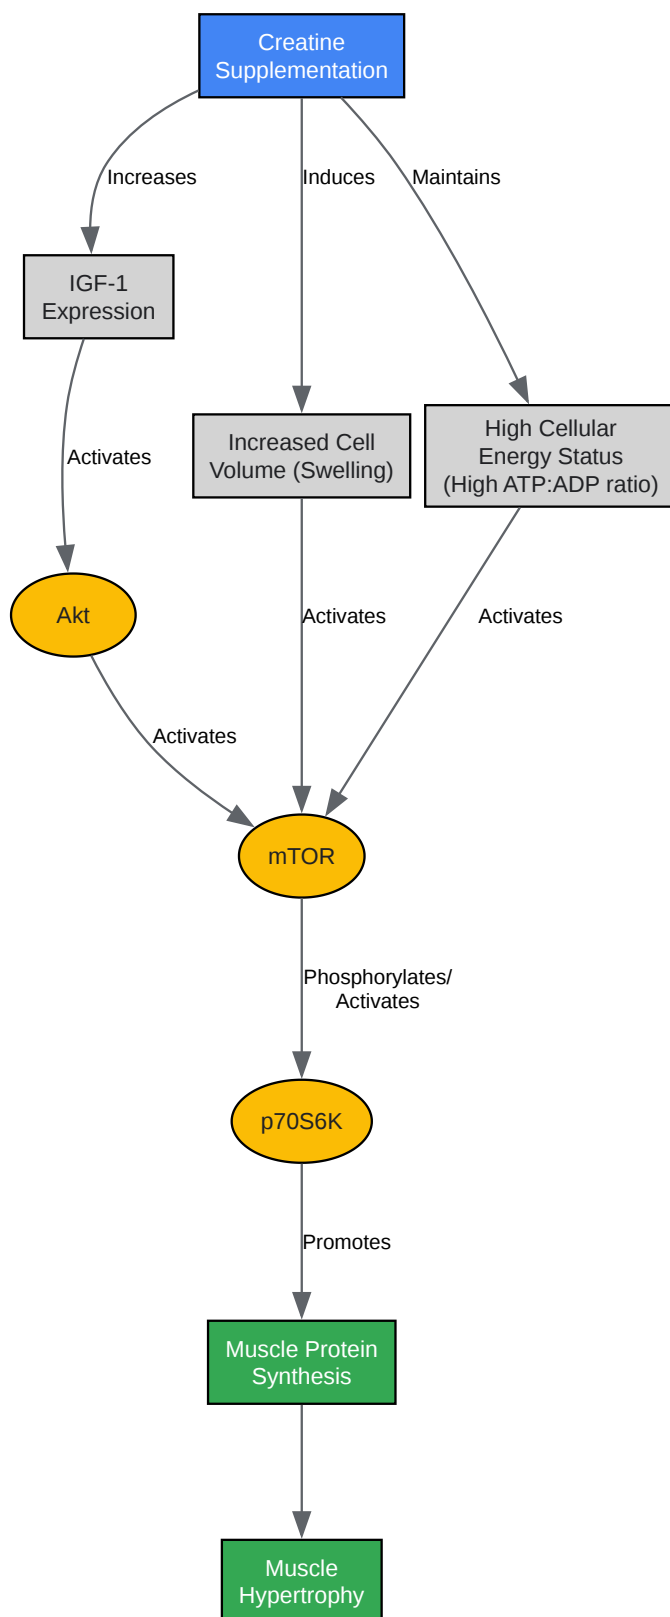 Creatine
Supplementation
Increases
Induces
Maintains
IGF-1
Expression
Increased Cell
Volume (Swelling)
High Cellular
Energy Status
(High ATP:ADP ratio)
Activates
Akt
Activates
Activates
Activates
mTOR
Phosphorylates/
Activates
p70S6K
Promotes
Muscle Protein
Synthesis
Muscle
Hypertrophy